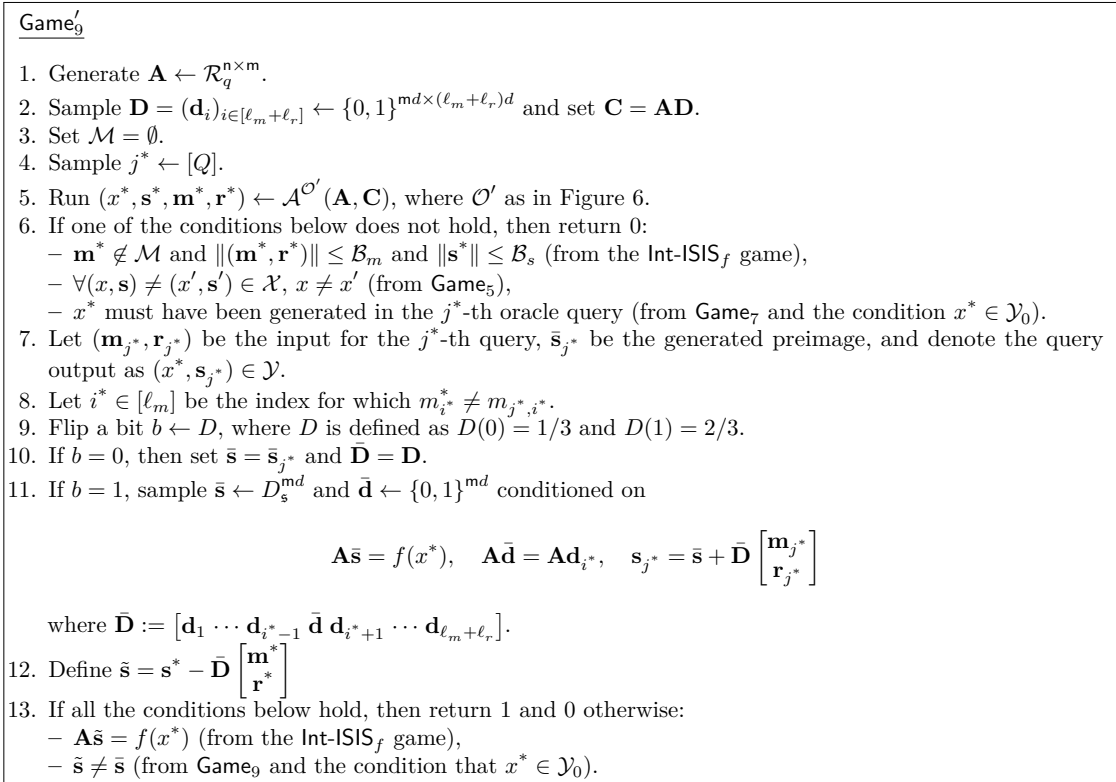 Game′₉
1. Generate A ← R_q^{n×m}.
2. Sample D = (d_i)_{i∈[ℓ_m+ℓ_r]} ← {0, 1}^{md×(ℓ_m+ℓ_r)d} and set C = AD.
3. Set M = ∅.
4. Sample j* ← [Q].
5. Run (x*, s*, m*, r*) ← A^{O′}(A, C), where O′ as in Figure 6.
6. If one of the conditions below does not hold, then return 0:
– m* ∉ M and ‖(m*, r*)‖ ≤ B_m and ‖s*‖ ≤ B_s (from the Int-ISIS_f game),
– ∀(x, s) ≠ (x′, s′) ∈ X, x ≠ x′ (from Game₅),
– x* must have been generated in the j*-th oracle query (from Game₇ and the condition x* ∈ Y₀).
7. Let (m_{j*}, r_{j*}) be the input for the j*-th query, s̄_{j*} be the generated preimage, and denote the query
output as (x*, s_{j*}) ∈ Y.
8. Let i* ∈ [ℓ_m] be the index for which m*_{i*} ≠ m_{j*,i*}.
9. Flip a bit b ← D, where D is defined as D(0) = 1/3 and D(1) = 2/3.
10. If b = 0, then set s̄ = s̄_{j*} and D̄ = D.
11. If b = 1, sample s̄ ← D_s^{md} and d̄ ← {0, 1}^{md} conditioned on
As̄ = f(x*), Ad̄ = Ad_{i*}, s_{j*} = s̄ + D̄ [m_{j*} r_{j*}]
where D̄ := [d₁ ⋯ d_{i*−1} d̄ d_{i*+1} ⋯ d_{ℓ_m+ℓ_r}].
12. Define s̃ = s* − D̄ [m* r*]
13. If all the conditions below hold, then return 1 and 0 otherwise:
– As̃ = f(x*) (from the Int-ISIS_f game),
– s̃ ≠ s̄ (from Game₉ and the condition that x* ∈ Y₀).